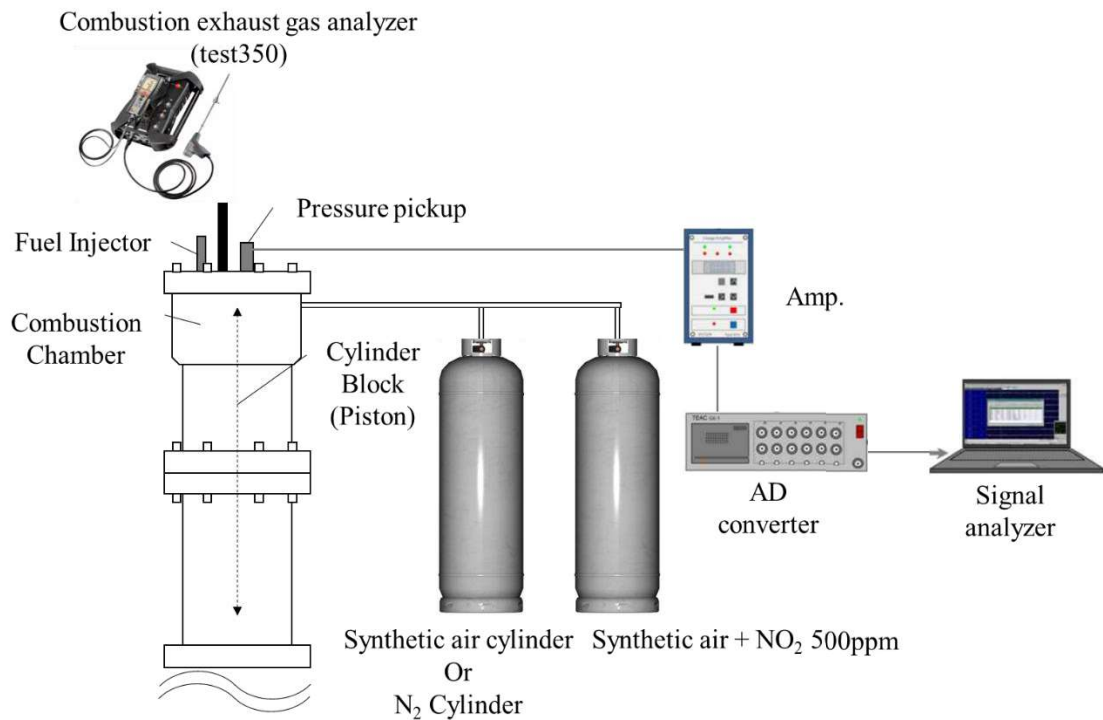 Combustion exhaust gas analyzer
(test350)
Pressure pickup
Fuel Injector
Amp.
Combustion
Chamber
Cylinder
Block
(Piston)
TEAC
AD
converter
Signal
analyzer
Synthetic air cylinder
Or
N₂ Cylinder
Synthetic air + NO₂ 500ppm